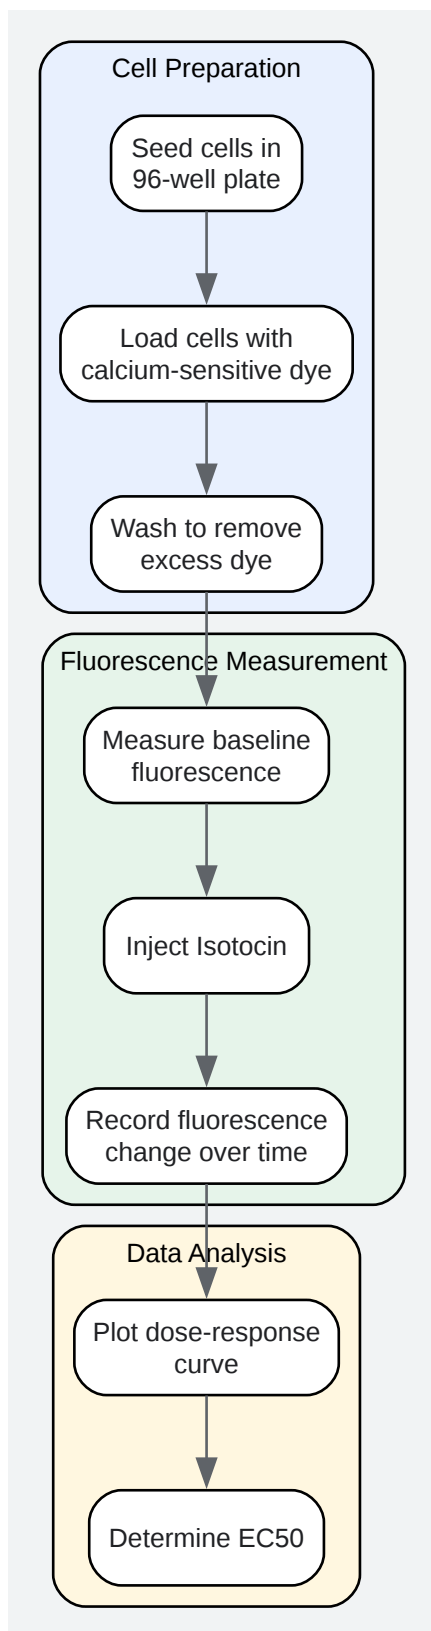 Cell Preparation
Seed cells in
96-well plate
Load cells with
calcium-sensitive dye
Wash to remove
excess dye
Fluorescence Measurement
Measure baseline
fluorescence
Inject Isotocin
Record fluorescence
change over time
Data Analysis
Plot dose-response
curve
Determine EC50